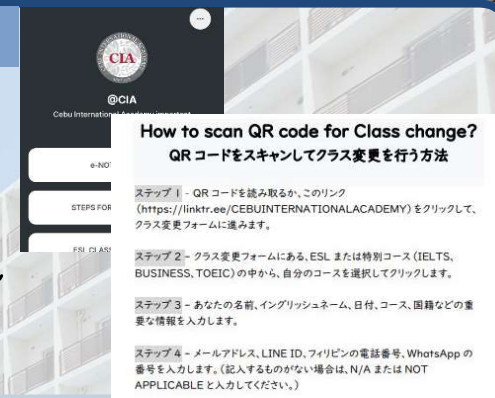 CIA
@CIA
Cebu International Academy important
e-NOT
STEPS FOR
ESL CLASS
How to scan QR code for Class change?
QRコードをスキャンしてクラス変更を行う方法
ステップ 1 - QRコードを読み取るか、このリンク
(https://linktr.ee/CEBUINTERNATIONALACADEMY)をクリックして、
クラス変更フォームに進みます。
ステップ 2 - クラス変更フォームにある、ESL または特別コース(IELTS、
BUSINESS、TOEIC)の中から、自分のコースを選択してクリックします。
ステップ 3 - あなたの名前、イングリッシュネーム、日付、コース、国籍などの重
要な情報を入力します。
ステップ 4 - メールアドレス、LINE ID、フィリピンの電話番号、WhatsApp の
番号を入力します。(記入するものがない場合は、N/A または NOT
APPLICABLE と入力してください。)